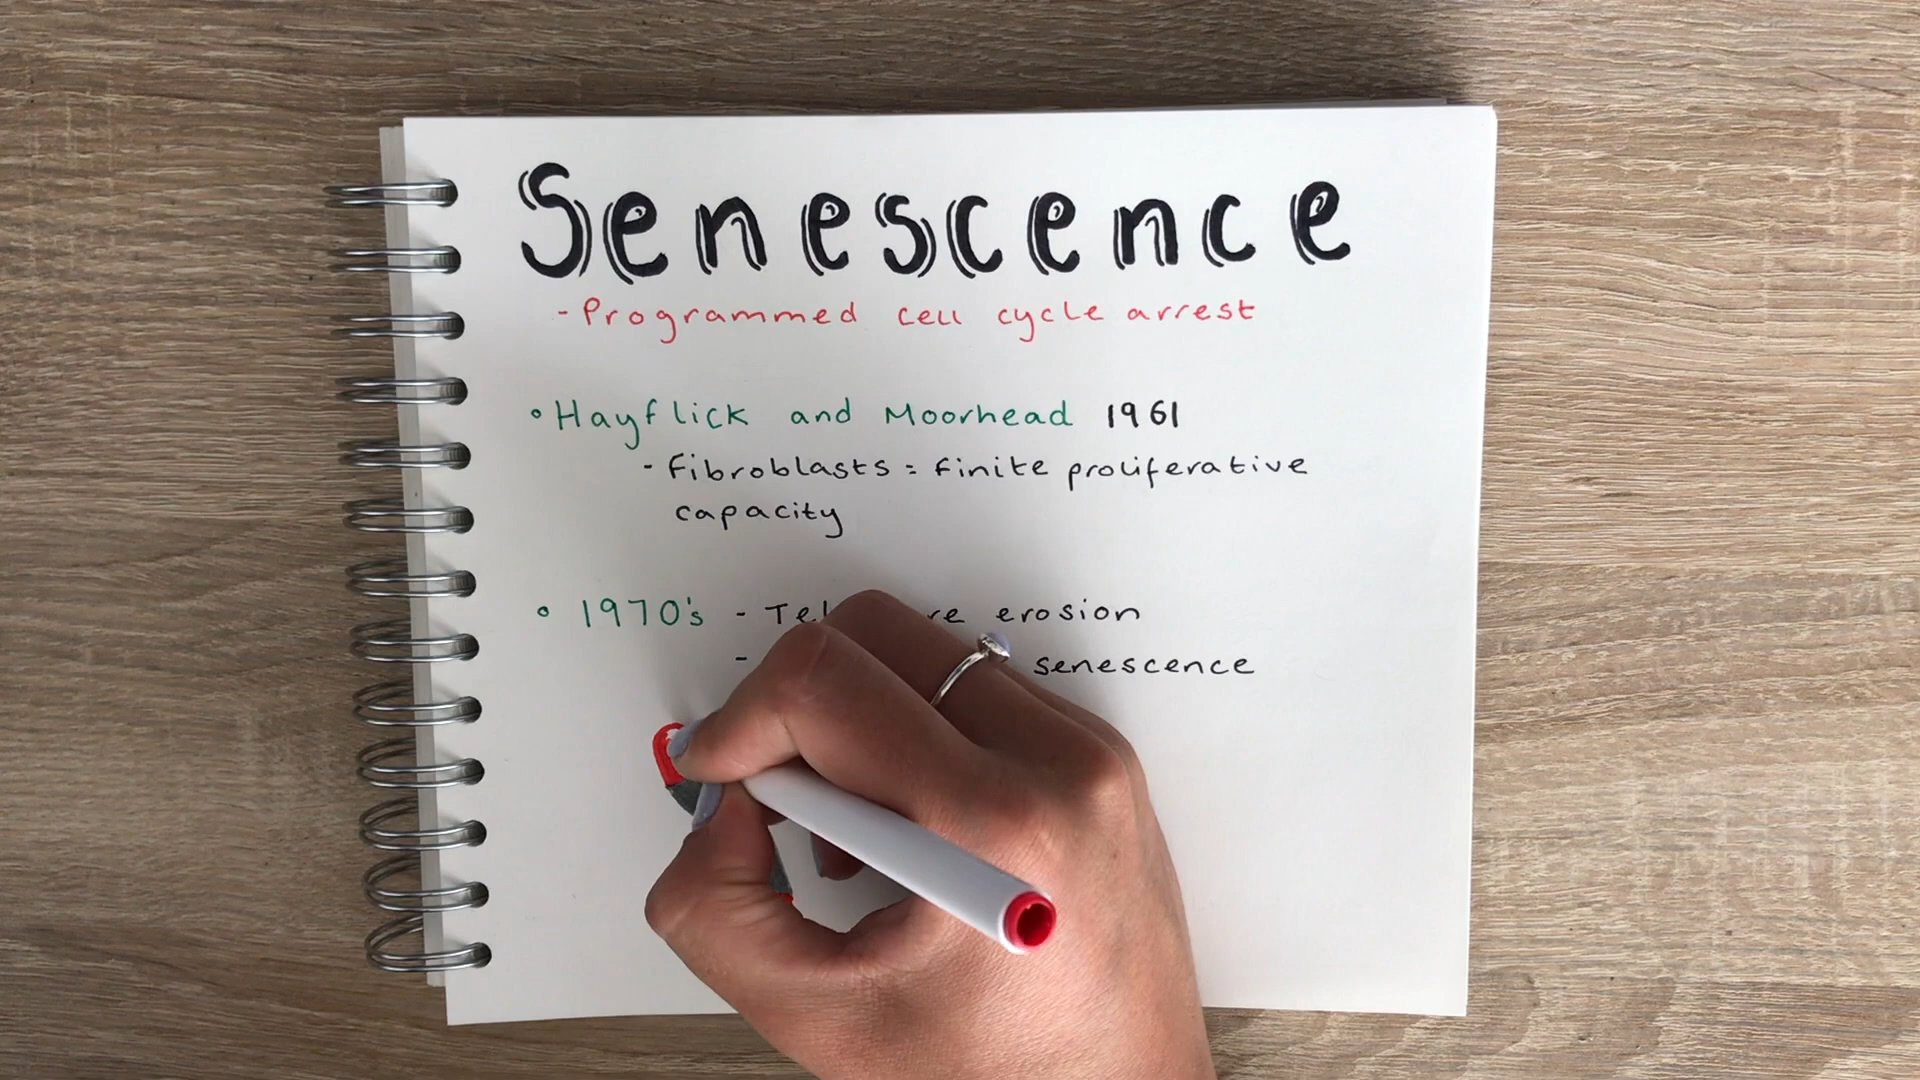 Senescence
- Programmed cell cycle arrest
• Hayflick and Moorhead 1961
- Fibroblasts = finite proliferative
capacity
• 1970's - erosion
- senescence